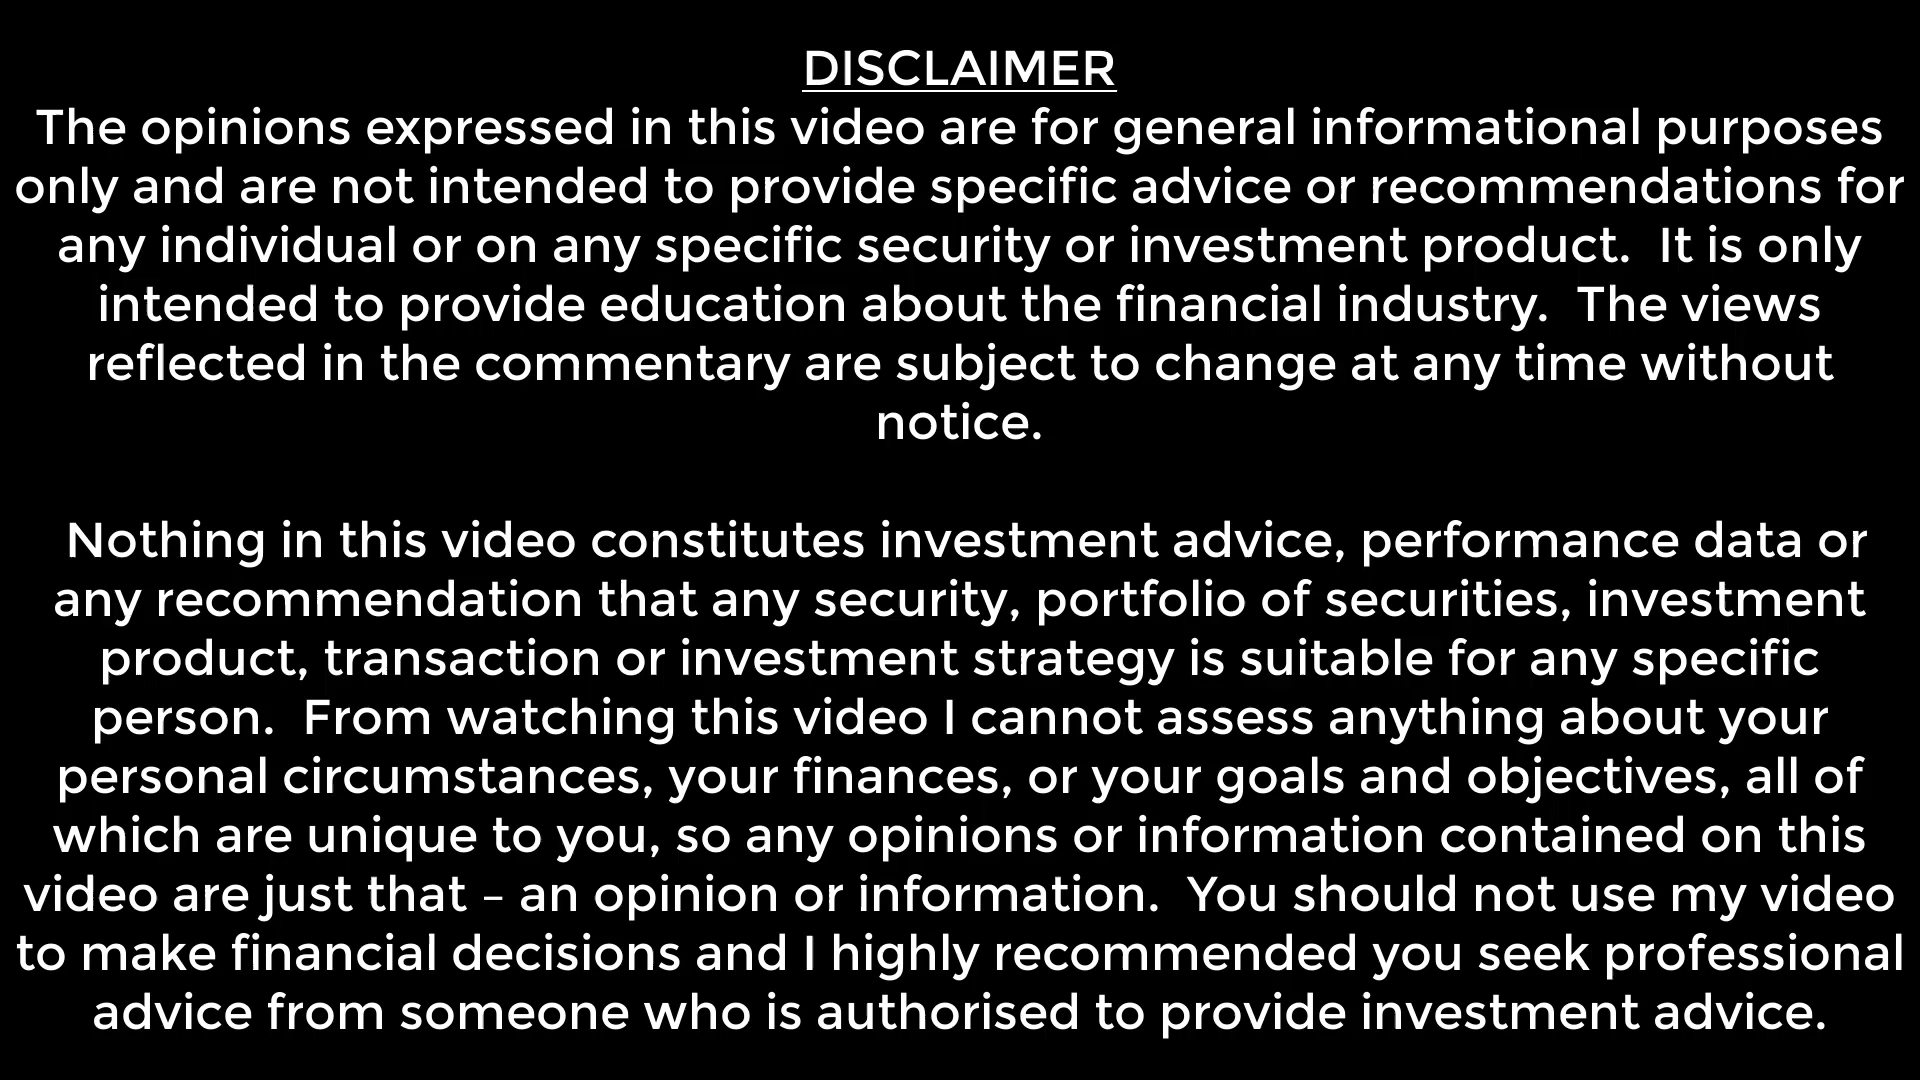 DISCLAIMER
The opinions expressed in this video are for general informational purposes
only and are not intended to provide specific advice or recommendations for
any individual or on any specific security or investment product.  It is only
intended to provide education about the financial industry.  The views
reflected in the commentary are subject to change at any time without
notice.
Nothing in this video constitutes investment advice, performance data or
any recommendation that any security, portfolio of securities, investment
product, transaction or investment strategy is suitable for any specific
person.  From watching this video I cannot assess anything about your
personal circumstances, your finances, or your goals and objectives, all of
which are unique to you, so any opinions or information contained on this
video are just that – an opinion or information.  You should not use my video
to make financial decisions and I highly recommended you seek professional
advice from someone who is authorised to provide investment advice.